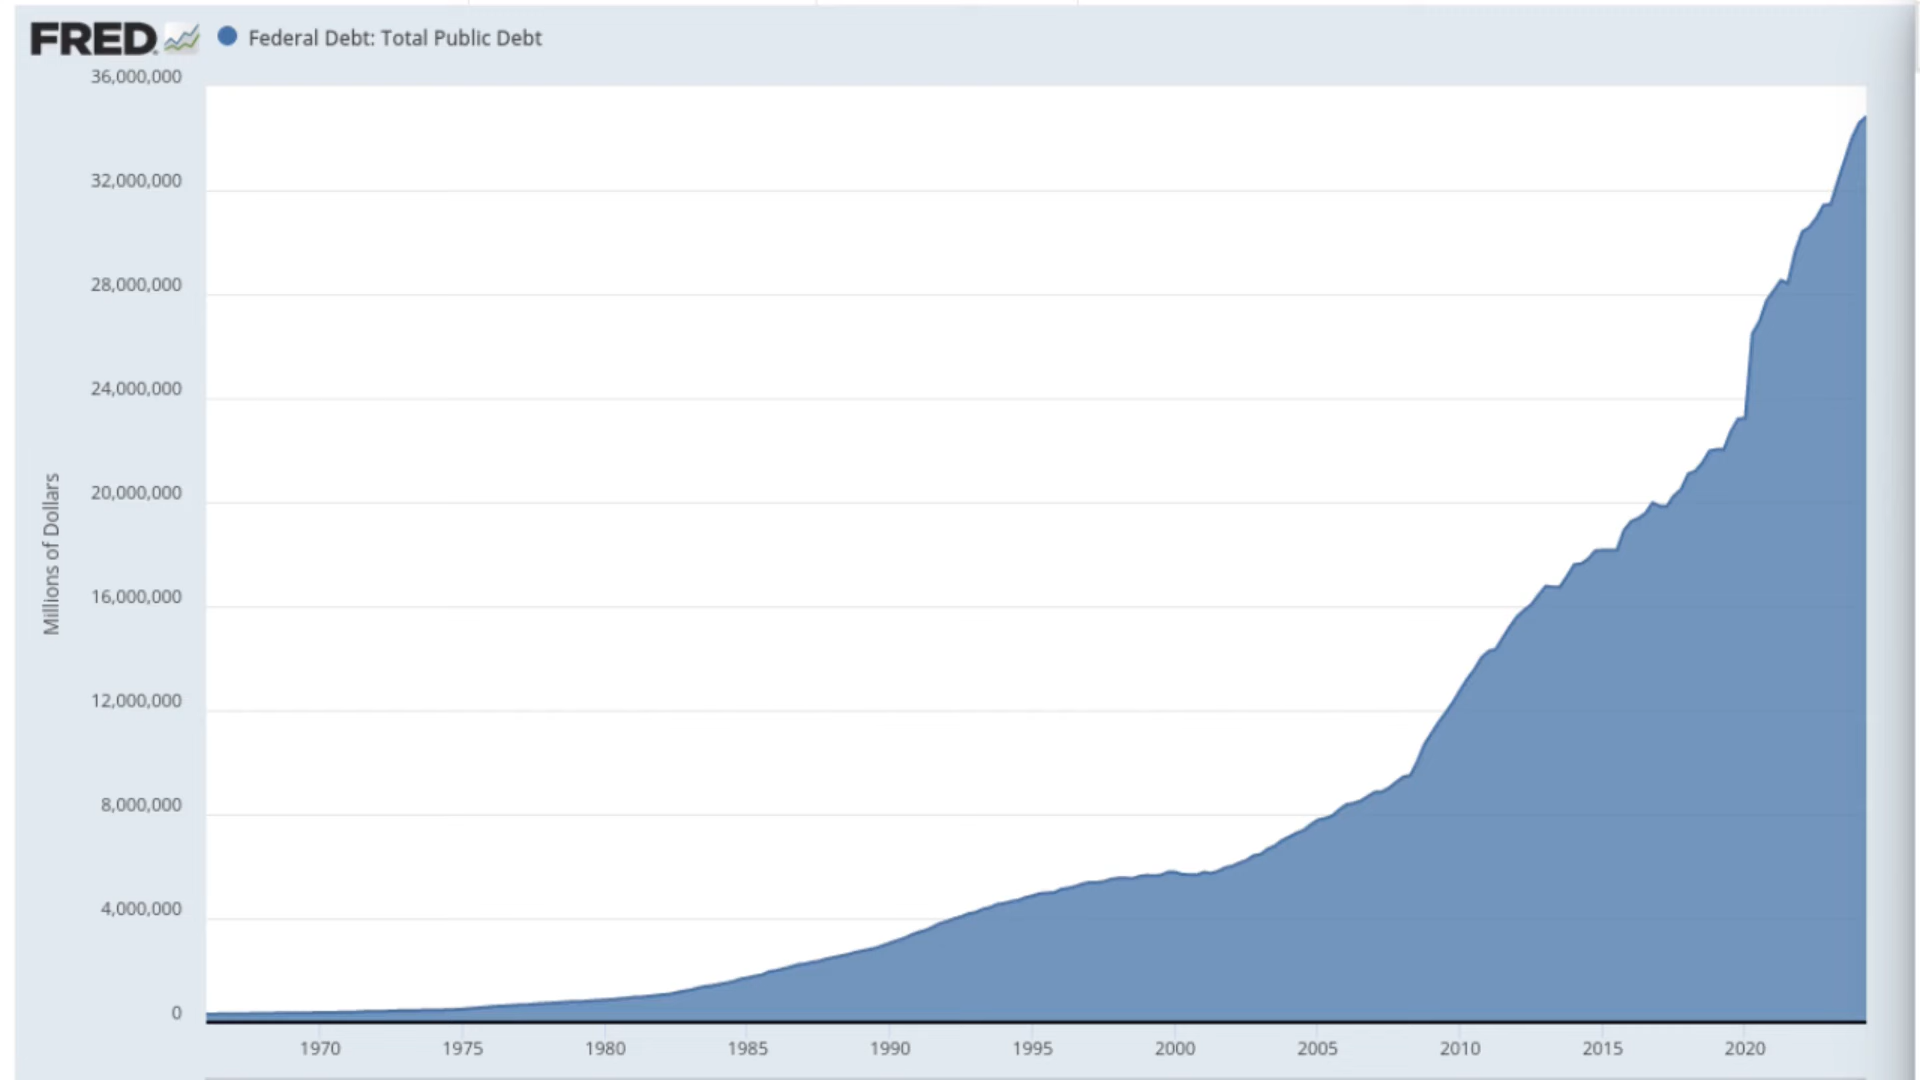 FRED
Federal Debt: Total Public Debt
36,000,000
32,000,000
28,000,000
24,000,000
20,000,000
16,000,000
12,000,000
8,000,000
4,000,000
0
Millions of Dollars
1970 1975 1980 1985 1990 1995 2000 2005 2010 2015 2020